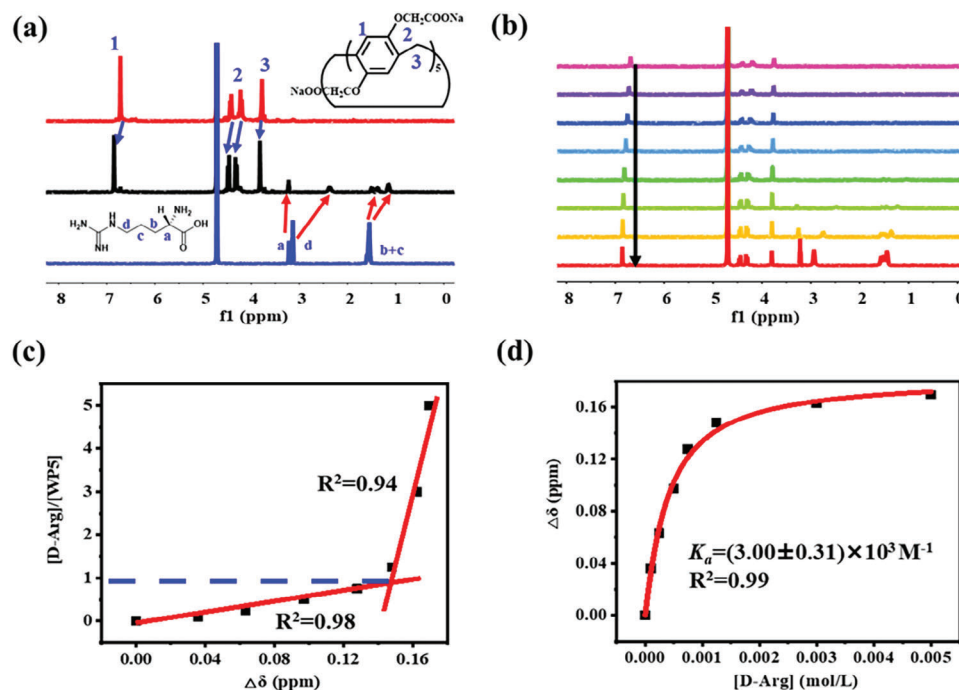 (a)
1
2
3
1
OCH₂COONa
2
3
5
NaOOCH₂CO
H₂N
H
N
NH
d
c
b
a
H
NH₂
OH
O
a
d
b+c
8
7
6
5
4
3
2
1
0
f1 (ppm)
(b)
8
7
6
5
4
3
2
1
0
f1 (ppm)
(c)
[D-Arg]/[WP5]
5
4
3
2
1
0
R²=0.94
R²=0.98
0.00
0.04
0.08
0.12
0.16
△δ (ppm)
(d)
△δ (ppm)
0.16
0.12
0.08
0.04
0.00
Kₐ=(3.00±0.31)×10³M⁻¹
R²=0.99
0.000
0.001
0.002
0.003
0.004
0.005
[D-Arg] (mol/L)